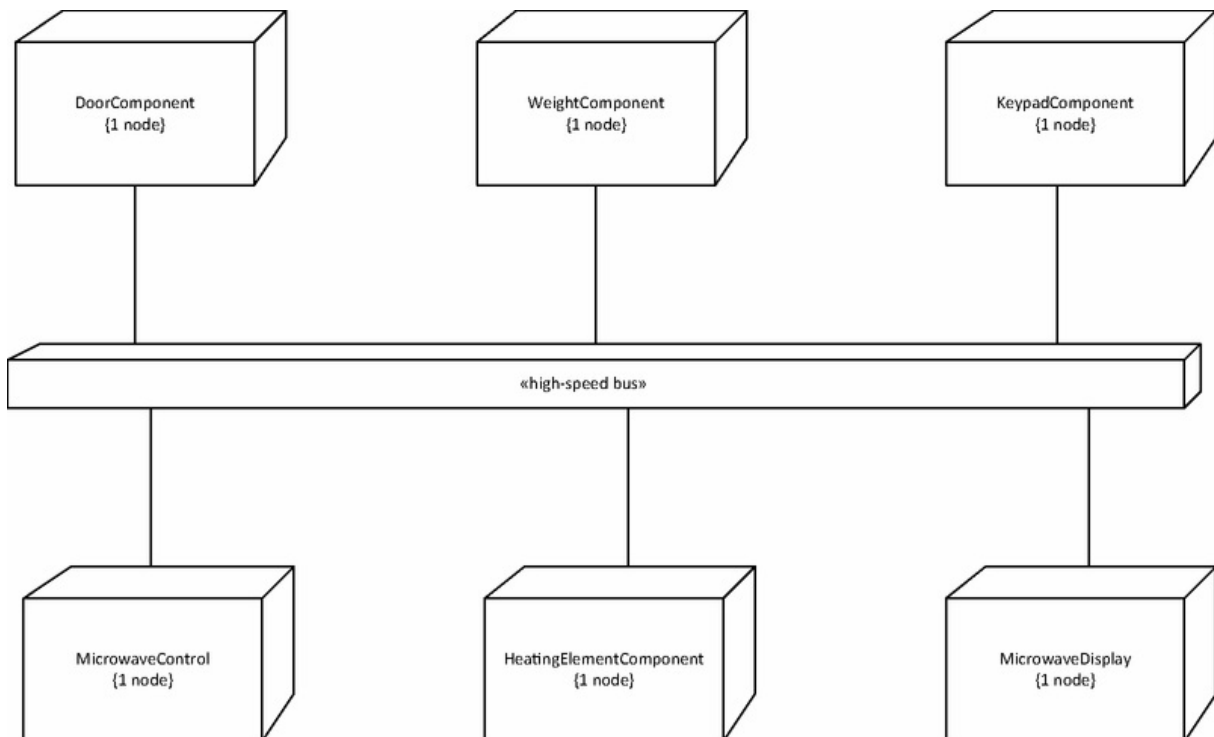 DoorComponent
{1 node}
WeightComponent
{1 node}
KeypadComponent
{1 node}
«high-speed bus»
MicrowaveControl
{1 node}
HeatingElementComponent
{1 node}
MicrowaveDisplay
{1 node}